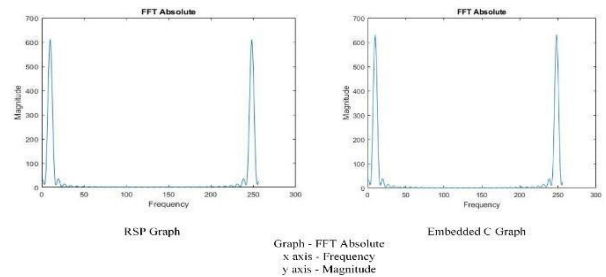 FFT Absolute
700
600
500
400
300
200
100
0
Magnitude
0 50 100 150 200 250 300
Frequency
RSP Graph
FFT Absolute
700
600
500
400
300
200
100
0
Magnitude
0 50 100 150 200 250 300
Frequency
Embedded C Graph
Graph - FFT Absolute
x axis - Frequency
y axis - Magnitude